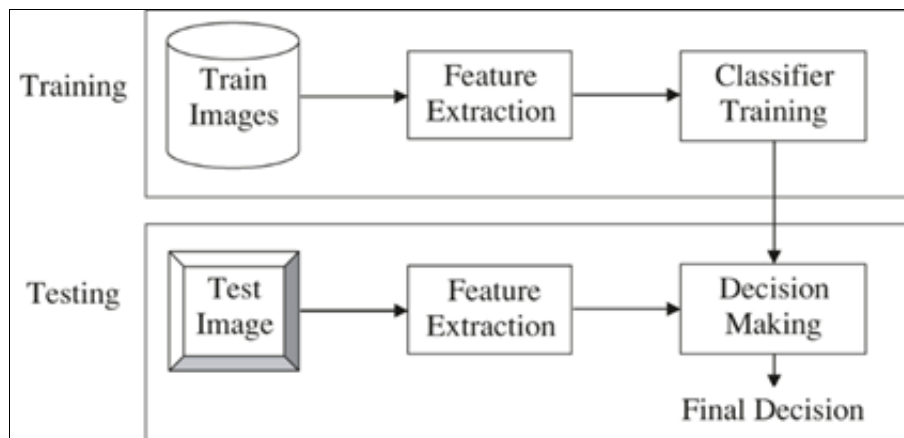 Training
Train
Images
Feature
Extraction
Classifier
Training
Testing
Test
Image
Feature
Extraction
Decision
Making
Final Decision